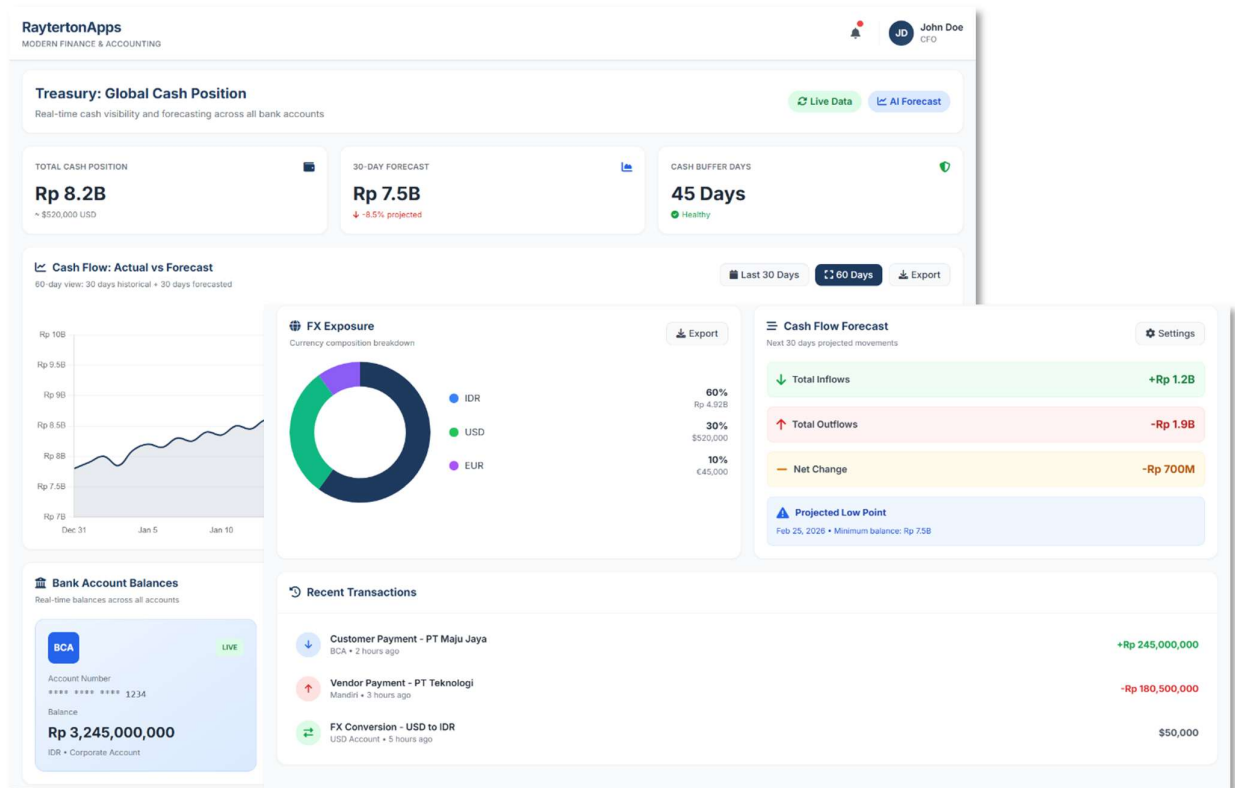 RaytertonApps
MODERN FINANCE & ACCOUNTING
JD
John Doe
CFO
Treasury: Global Cash Position
Real-time cash visibility and forecasting across all bank accounts
Live Data
AI Forecast
TOTAL CASH POSITION
Rp 8.2B
~ $520,000 USD
30-DAY FORECAST
Rp 7.5B
-8.5% projected
CASH BUFFER DAYS
45 Days
Healthy
Cash Flow: Actual vs Forecast
60-day view: 30 days historical + 30 days forecasted
Last 30 Days
60 Days
Export
Rp 10B
Rp 9.5B
Rp 9B
Rp 8.5B
Rp 8B
Rp 7.5B
Rp 7B
Dec 31
Jan 5
Jan 10
Bank Account Balances
Real-time balances across all accounts
BCA
LIVE
Account Number
**** **** **** 1234
Balance
Rp 3,245,000,000
IDR • Corporate Account
FX Exposure
Currency composition breakdown
Export
IDR
60%
Rp 4.92B
USD
30%
$520,000
EUR
10%
€45,000
Cash Flow Forecast
Next 30 days projected movements
Settings
Total Inflows
+Rp 1.2B
Total Outflows
-Rp 1.9B
Net Change
-Rp 700M
Projected Low Point
Feb 25, 2026 • Minimum balance: Rp 7.5B
Recent Transactions
Customer Payment - PT Maju Jaya
BCA • 2 hours ago
+Rp 245,000,000
Vendor Payment - PT Teknologi
Mandiri • 3 hours ago
-Rp 180,500,000
FX Conversion - USD to IDR
USD Account • 5 hours ago
$50,000